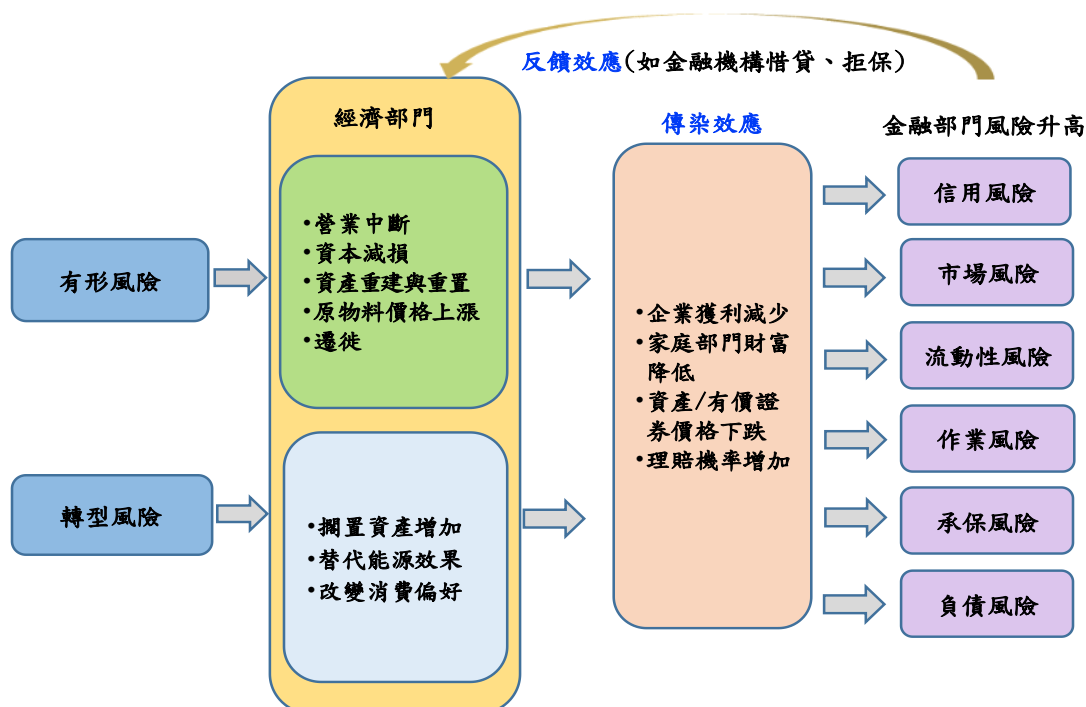 反饋效應(如金融機構惜貸、拒保)
經濟部門
傳染效應
金融部門風險升高
有形風險
•營業中斷
•資本減損
•資產重建與重置
•原物料價格上漲
•遷徙
轉型風險
•擱置資產增加
•替代能源效果
•改變消費偏好
•企業獲利減少
•家庭部門財富
降低
•資產/有價證
券價格下跌
•理賠機率增加
信用風險
市場風險
流動性風險
作業風險
承保風險
負債風險